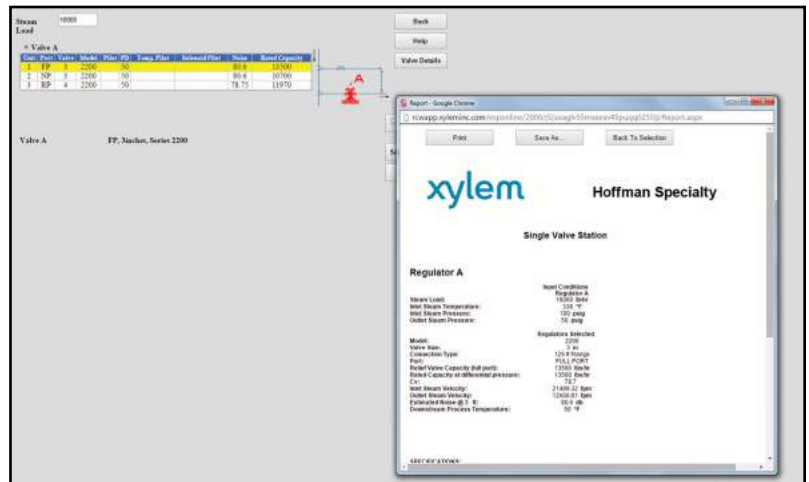 Steam Load 10000
Back
Help
Valve Details
× Valve A
Unit Port Valve Model Pilot PD Temp. Pilot Solenoid Pilot Noise Rated Capacity
1 FP 3 2200 50 80.6 13500
2 NP 3 2200 50 80.6 10700
3 RP 4 2200 50 78.75 11970
A
Valve A FP, 3inches, Series 2200
Report - Google Chrome
Print Save As... Back To Selection
xylem Hoffman Specialty
Single Valve Station
Regulator A
Input Conditions
Regulator A
Steam Load: 10000 lbs/hr
Inlet Steam Temperature: 338 °F
Inlet Steam Pressure: 100 psig
Outlet Steam Pressure: 50 psig
Regulators Selected
Model: 2200
Valve Size: 3 in
Connection Type: 125 # Flange
Port: FULL PORT
Relief Valve Capacity (full port): 13500 lbs/hr
Rated Capacity at differential pressure: 13500 lbs/hr
Cv: 78.7
Inlet Steam Velocity: fpm
Outlet Steam Velocity: fpm
Estimated Noise @ 3 ft: 80.6 db
Downstream Process Temperature: 50 °F
SPECIFICATIONS: